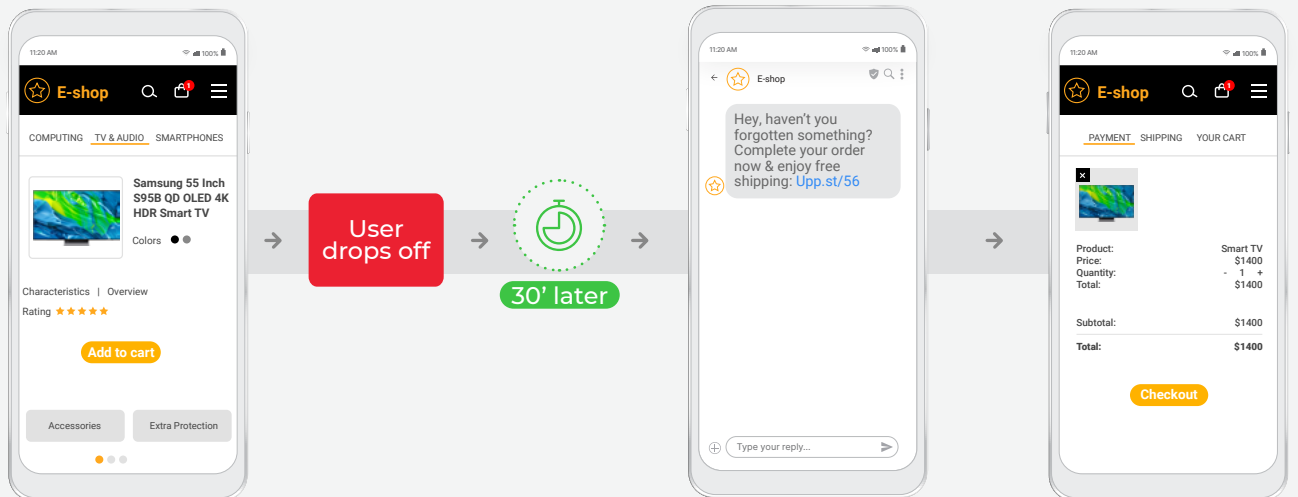 11:20 AM 100%
E-shop 1
COMPUTING TV & AUDIO SMARTPHONES
Samsung 55 Inch
S95B QD OLED 4K
HDR Smart TV
Colors
Characteristics | Overview
Rating
Add to cart
Accessories Extra Protection
User
drops off
30’ later
11:20 AM 100%
E-shop
Hey, haven’t you
forgotten something?
Complete your order
now & enjoy free
shipping: Upp.st/56
Type your reply...
11:20 AM 100%
E-shop 1
PAYMENT SHIPPING YOUR CART
Product: Smart TV
Price: $1400
Quantity: - 1 +
Total: $1400
Subtotal: $1400
Total: $1400
Checkout